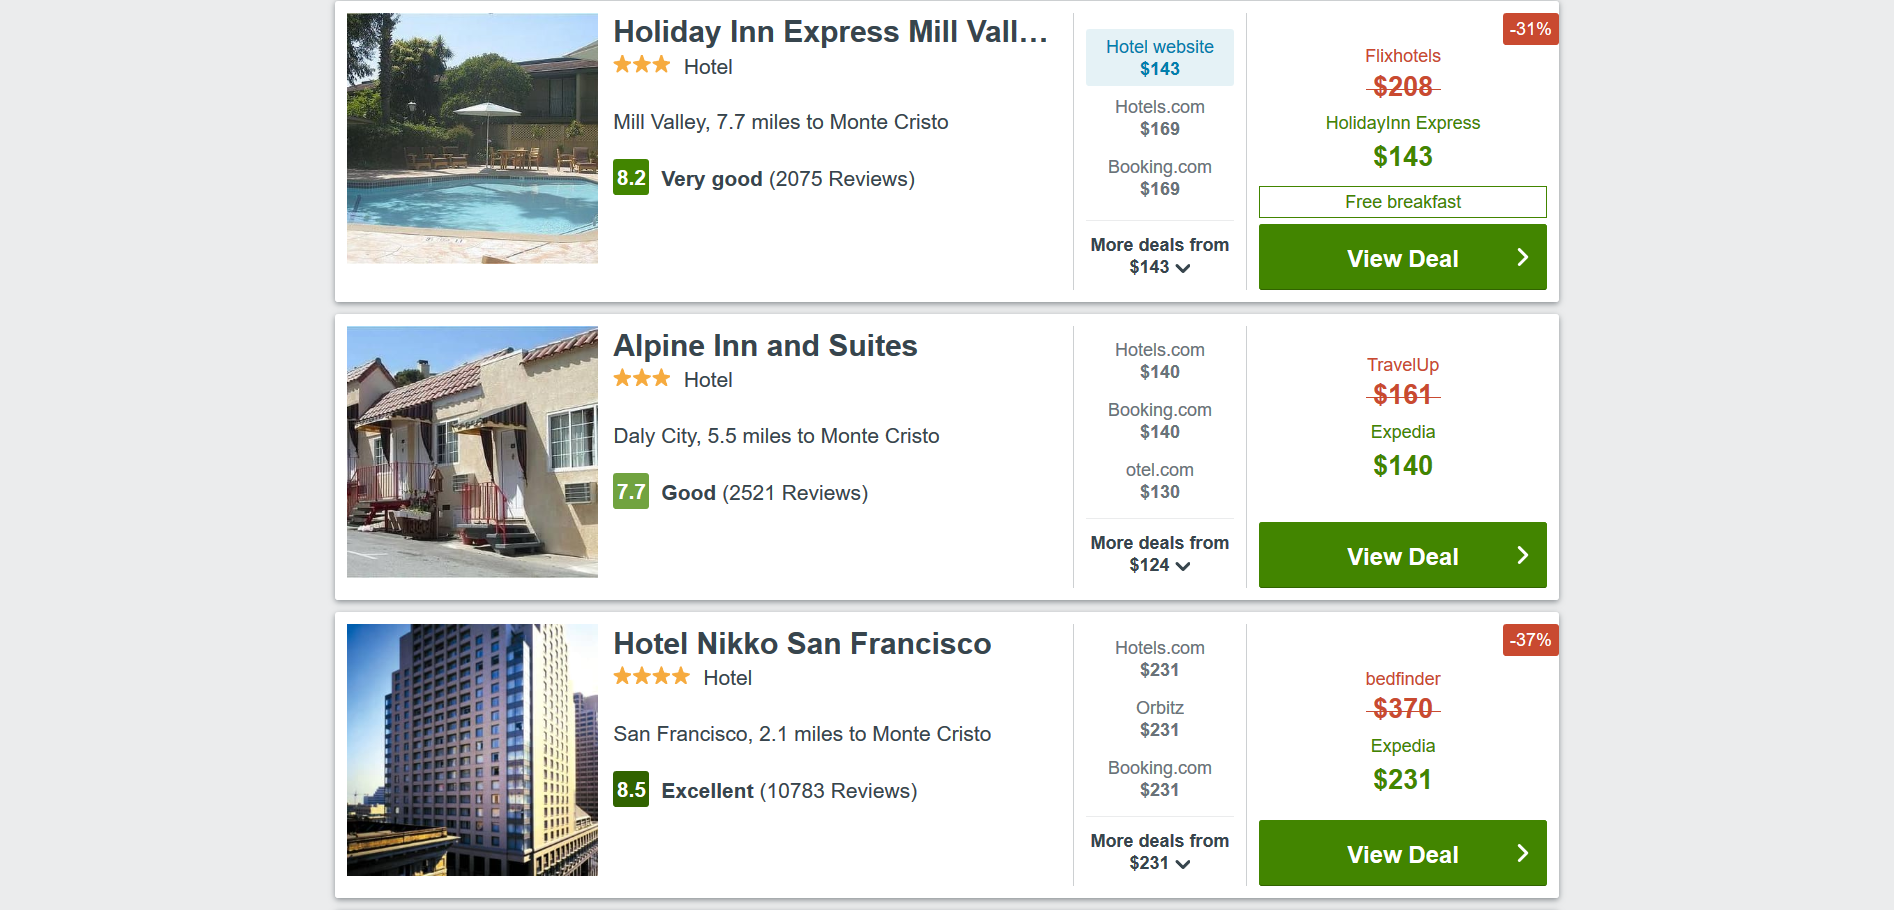 Holiday Inn Express Mill Vall...
Hotel
Mill Valley, 7.7 miles to Monte Cristo
8.2 Very good (2075 Reviews)
Hotel website
$143
Hotels.com
$169
Booking.com
$169
More deals from
$143
-31%
Flixhotels
$208
HolidayInn Express
$143
Free breakfast
View Deal
Alpine Inn and Suites
Hotel
Daly City, 5.5 miles to Monte Cristo
7.7 Good (2521 Reviews)
Hotels.com
$140
Booking.com
$140
otel.com
$130
More deals from
$124
TravelUp
$161
Expedia
$140
View Deal
Hotel Nikko San Francisco
Hotel
San Francisco, 2.1 miles to Monte Cristo
8.5 Excellent (10783 Reviews)
Hotels.com
$231
Orbitz
$231
Booking.com
$231
More deals from
$231
-37%
bedfinder
$370
Expedia
$231
View Deal